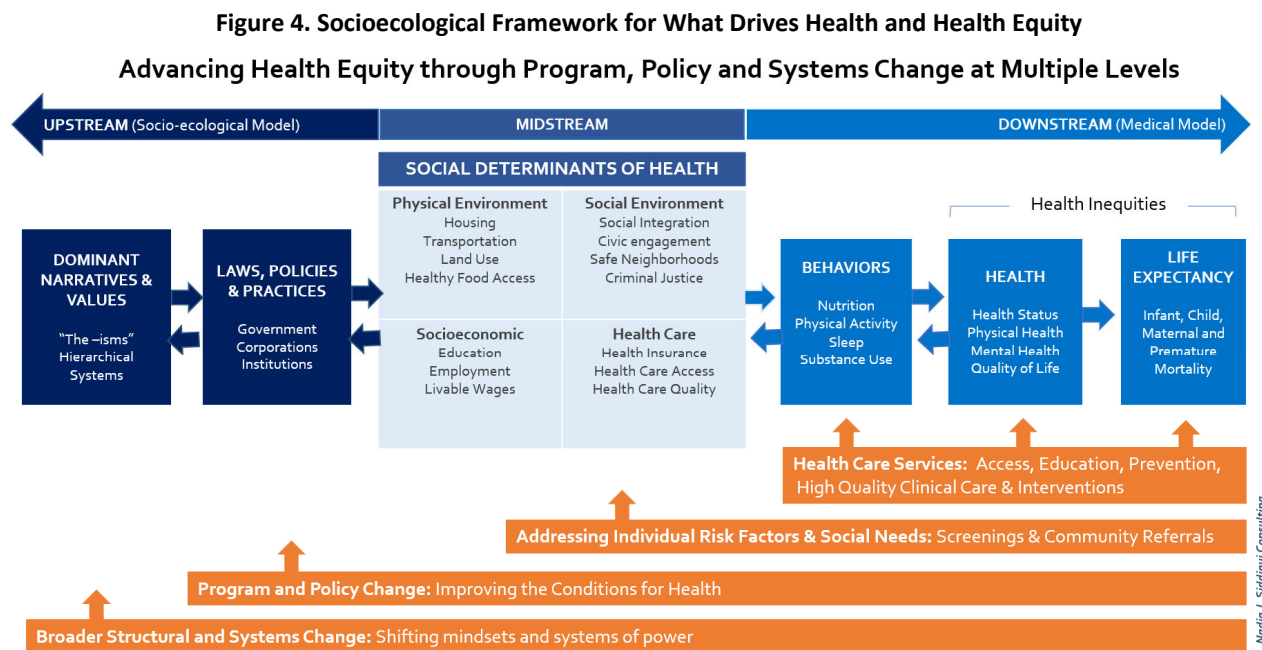 Figure 4. Socioecological Framework for What Drives Health and Health Equity
Advancing Health Equity through Program, Policy and Systems Change at Multiple Levels
UPSTREAM (Socio-ecological Model)
MIDSTREAM
DOWNSTREAM (Medical Model)
SOCIAL DETERMINANTS OF HEALTH
DOMINANT
NARRATIVES &
VALUES
"The –isms"
Hierarchical
Systems
LAWS, POLICIES
& PRACTICES
Government
Corporations
Institutions
Physical Environment
Housing
Transportation
Land Use
Healthy Food Access
Social Environment
Social Integration
Civic engagement
Safe Neighborhoods
Criminal Justice
Socioeconomic
Education
Employment
Livable Wages
Health Care
Health Insurance
Health Care Access
Health Care Quality
BEHAVIORS
Nutrition
Physical Activity
Sleep
Substance Use
Health Inequities
HEALTH
Health Status
Physical Health
Mental Health
Quality of Life
LIFE
EXPECTANCY
Infant, Child,
Maternal and
Premature
Mortality
Health Care Services: Access, Education, Prevention,
High Quality Clinical Care & Interventions
Addressing Individual Risk Factors & Social Needs: Screenings & Community Referrals
Program and Policy Change: Improving the Conditions for Health
Broader Structural and Systems Change: Shifting mindsets and systems of power
Nadia J. Siddiqui Consulting